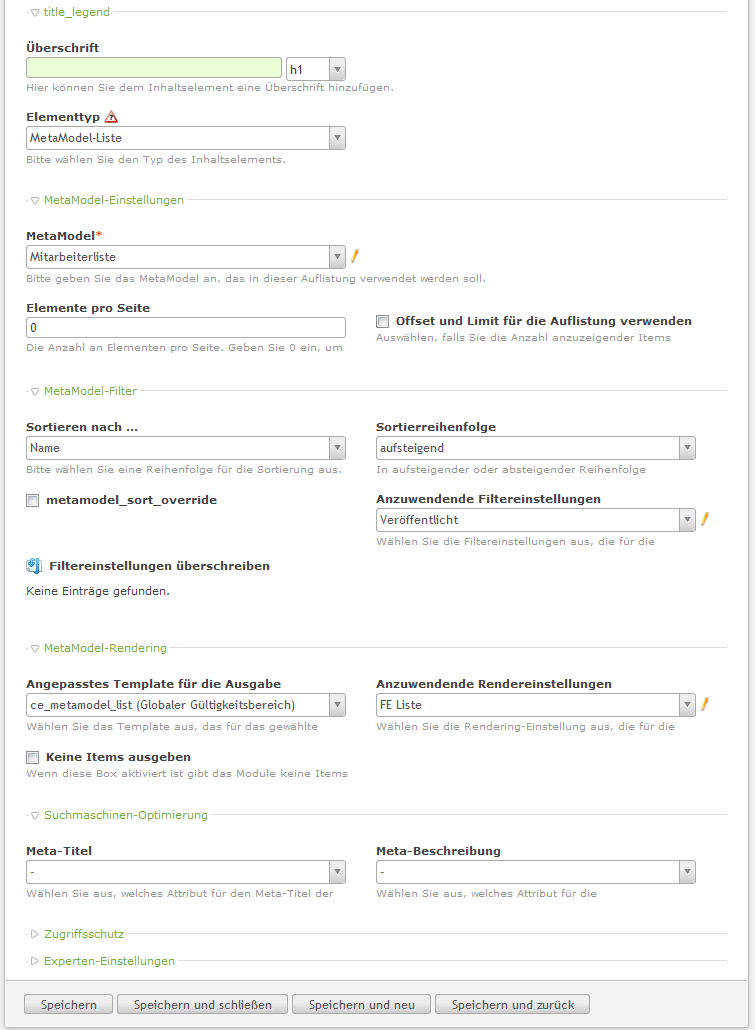 title_legend
Überschrift
h1
Hier können Sie dem Inhaltselement eine Überschrift hinzufügen.
Elementtyp
MetaModel-Liste
Bitte wählen Sie den Typ des Inhaltselements.
MetaModel-Einstellungen
MetaModel*
Mitarbeiterliste
Bitte geben Sie das MetaModel an, das in dieser Auflistung verwendet werden soll.
Elemente pro Seite
0
Offset und Limit für die Auflistung verwenden
Die Anzahl an Elementen pro Seite. Geben Sie 0 ein, um
Auswählen, falls Sie die Anzahl anzuzeigender Items
MetaModel-Filter
Sortieren nach ... Sortierreihenfolge
Name aufsteigend
Bitte wählen Sie eine Reihenfolge für die Sortierung aus. In aufsteigender oder absteigender Reihenfolge
metamodel_sort_override Anzuwendende Filtereinstellungen
Veröffentlicht
Wählen Sie die Filtereinstellungen aus, die für die
Filtereinstellungen überschreiben
Keine Einträge gefunden.
MetaModel-Rendering
Angepasstes Template für die Ausgabe Anzuwendende Rendereinstellungen
ce_metamodel_list (Globaler Gültigkeitsbereich) FE Liste
Wählen Sie das Template aus, das für das gewählte Wählen Sie die Rendering-Einstellung aus, die für die
Keine Items ausgeben
Wenn diese Box aktiviert ist gibt das Module keine Items
Suchmaschinen-Optimierung
Meta-Titel Meta-Beschreibung
- -
Wählen Sie aus, welches Attribut für den Meta-Titel der Wählen Sie aus, welches Attribut für die
Zugriffsschutz
Experten-Einstellungen
Speichern Speichern und schließen Speichern und neu Speichern und zurück